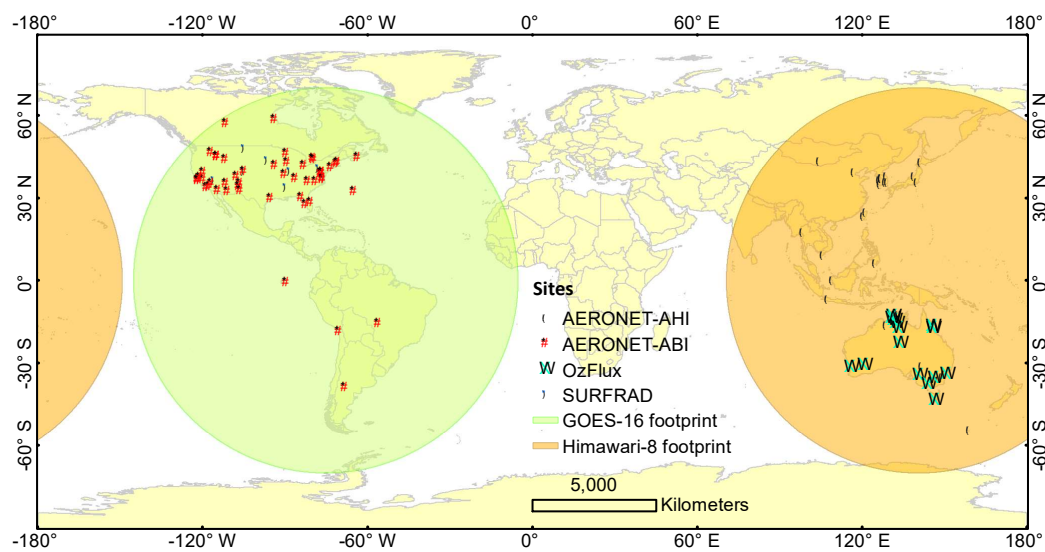 -180° -120° W -60° W 0° 60° E 120° E 180°
60° N 60° N
30° N 30° N
0° 0°
-30° S -30° S
-60° S -60° S
Sites
( AERONET-AHI
# AERONET-ABI
W OzFlux
, SURFRAD
GOES-16 footprint
Himawari-8 footprint
5,000
Kilometers
-180° -120° W -60° W 0° 60° E 120° E 180°